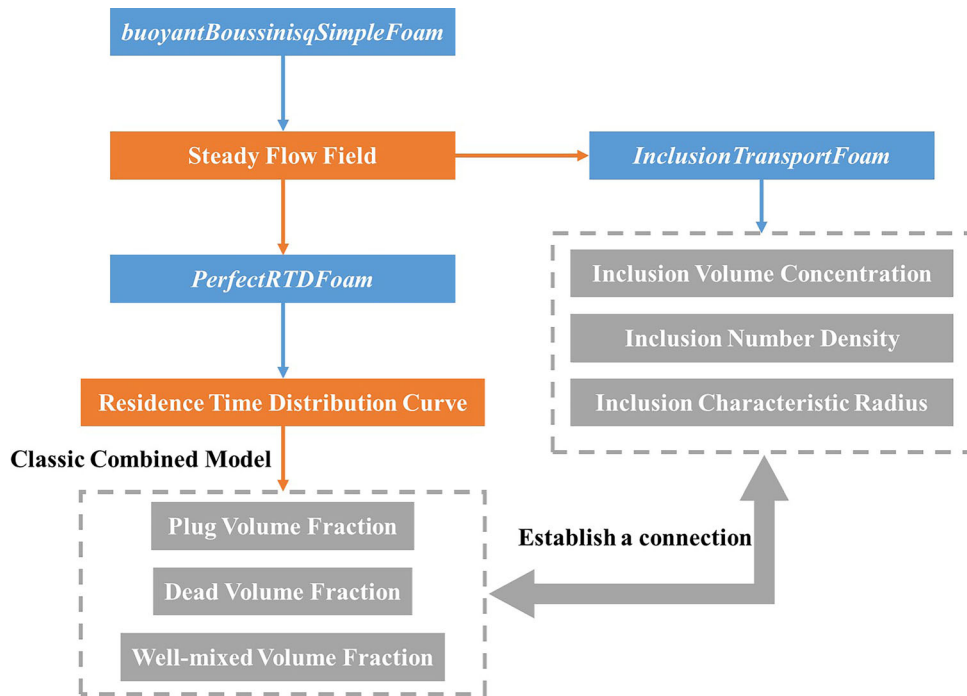 buoyantBoussinisqSimpleFoam
Steady Flow Field
InclusionTransportFoam
PerfectRTDFoam
Inclusion Volume Concentration
Inclusion Number Density
Inclusion Characteristic Radius
Residence Time Distribution Curve
Classic Combined Model
Plug Volume Fraction
Dead Volume Fraction
Well-mixed Volume Fraction
Establish a connection